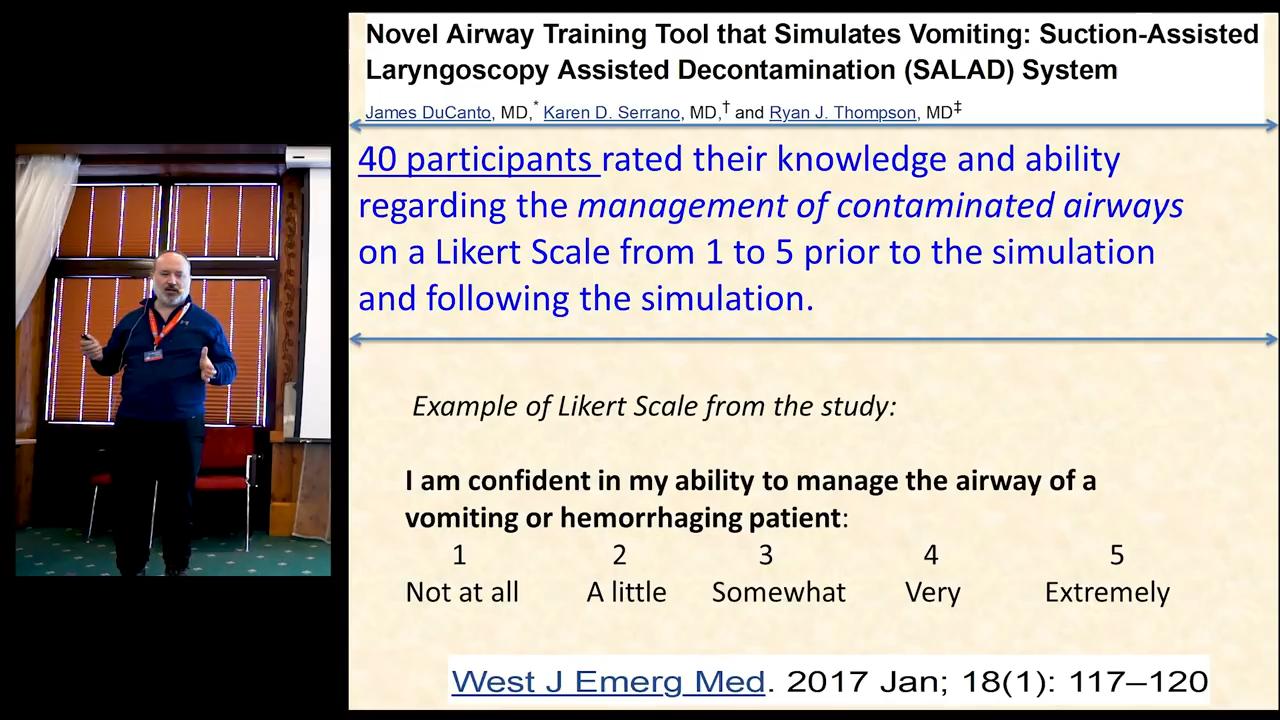 Novel Airway Training Tool that Simulates Vomiting: Suction-Assisted
Laryngoscopy Assisted Decontamination (SALAD) System
James DuCanto, MD,* Karen D. Serrano, MD,† and Ryan J. Thompson, MD‡
40 participants rated their knowledge and ability
regarding the management of contaminated airways
on a Likert Scale from 1 to 5 prior to the simulation
and following the simulation.
Example of Likert Scale from the study:
I am confident in my ability to manage the airway of a
vomiting or hemorrhaging patient:
1 2 3 4 5
Not at all A little Somewhat Very Extremely
West J Emerg Med. 2017 Jan; 18(1): 117–120